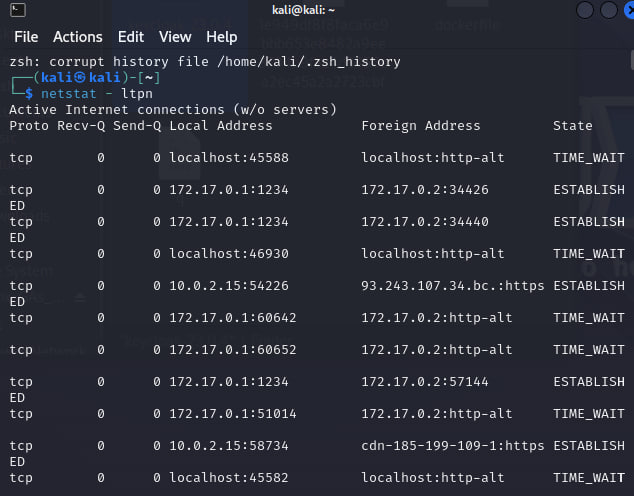 kali@kali: ~
File Actions Edit View Help
zsh: corrupt history file /home/kali/.zsh_history
┌──(kali㉿kali)-[~]
└─$ netstat - ltpn
Active Internet connections (w/o servers)
Proto Recv-Q Send-Q Local Address Foreign Address State
tcp 0 0 localhost:45588 localhost:http-alt TIME_WAIT
tcp 0 0 172.17.0.1:1234 172.17.0.2:34426 ESTABLISH
ED
tcp 0 0 172.17.0.1:1234 172.17.0.2:34440 ESTABLISH
ED
tcp 0 0 localhost:46930 localhost:http-alt TIME_WAIT
tcp 0 0 10.0.2.15:54226 93.243.107.34.bc.:https ESTABLISH
ED
tcp 0 0 172.17.0.1:60642 172.17.0.2:http-alt TIME_WAIT
tcp 0 0 172.17.0.1:60652 172.17.0.2:http-alt TIME_WAIT
tcp 0 0 172.17.0.1:1234 172.17.0.2:57144 ESTABLISH
ED
tcp 0 0 172.17.0.1:51014 172.17.0.2:http-alt TIME_WAIT
tcp 0 0 10.0.2.15:58734 cdn-185-199-109-1:https ESTABLISH
ED
tcp 0 0 localhost:45582 localhost:http-alt TIME_WAIT